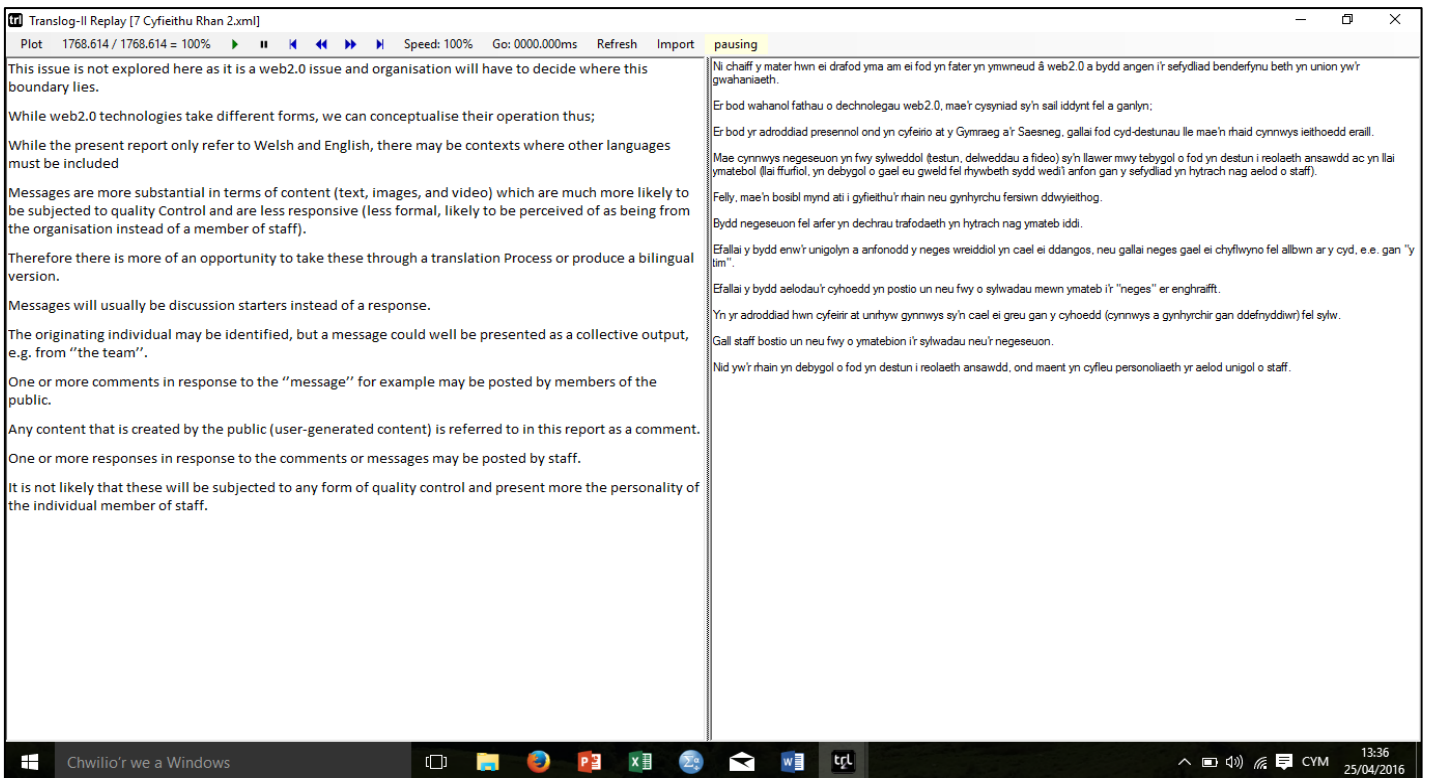 Translog-II Replay [7 Cyfieithu Rhan 2.xml]
Plot 1768.614 / 1768.614 = 100% Speed: 100% Go: 0000.000ms Refresh Import pausing
This issue is not explored here as it is a web2.0 issue and organisation will have to decide where this
boundary lies.
While web2.0 technologies take different forms, we can conceptualise their operation thus;
While the present report only refer to Welsh and English, there may be contexts where other languages
must be included
Messages are more substantial in terms of content (text, images, and video) which are much more likely to
be subjected to quality Control and are less responsive (less formal, likely to be perceived of as being from
the organisation instead of a member of staff).
Therefore there is more of an opportunity to take these through a translation Process or produce a bilingual
version.
Messages will usually be discussion starters instead of a response.
The originating individual may be identified, but a message could well be presented as a collective output,
e.g. from ‘‘the team’’.
One or more comments in response to the ‘‘message’’ for example may be posted by members of the
public.
Any content that is created by the public (user-generated content) is referred to in this report as a comment.
One or more responses in response to the comments or messages may be posted by staff.
It is not likely that these will be subjected to any form of quality control and present more the personality of
the individual member of staff.
Ni chaiff y mater hwn ei drafod yma am ei fod yn fater yn ymwneud â web2.0 a bydd angen i'r sefydliad benderfynu beth yn union yw'r
gwahaniaeth.
Er bod wahanol fathau o dechnolegau web2.0, mae'r cysyniad sy'n sail iddynt fel a ganlyn;
Er bod yr adroddiad presennol ond yn cyfeirio at y Gymraeg a'r Saesneg, gallai fod cyd-destunau lle mae'n rhaid cynnwys ieithoedd eraill.
Mae cynnwys negeseuon yn fwy sylweddol (testun, delweddau a fideo) sy'n llawer mwy tebygol o fod yn destun i reolaeth ansawdd ac yn llai
ymatebol (llai ffurfiol, yn debygol o gael eu gweld fel rhywbeth sydd wedi'i anfon gan y sefydliad yn hytrach nag aelod o staff).
Felly, mae'n bosibl mynd ati i gyfieithu'r rhain neu gynhyrchu fersiwn ddwyieithog.
Bydd negeseuon fel arfer yn dechrau trafodaeth yn hytrach nag ymateb iddi.
Efallai y bydd enw'r unigolyn a anfonodd y neges wreiddiol yn cael ei ddangos, neu gallai neges gael ei chyflwyno fel allbwn ar y cyd, e.e. gan "y
tim".
Efallai y bydd aelodau'r cyhoedd yn postio un neu fwy o sylwadau mewn ymateb i'r "neges" er enghraifft.
Yn yr adroddiad hwn cyfeirir at unrhyw gynnwys sy'n cael ei greu gan y cyhoedd (cynnwys a gynhyrchir gan ddefnyddiwr) fel sylw.
Gall staff bostio un neu fwy o ymatebion i'r sylwadau neu'r negeseuon.
Nid yw'r rhain yn debygol o fod yn destun i reolaeth ansawdd, ond maent yn cyfleu personoliaeth yr aelod unigol o staff.
Chwilio'r we a Windows
CYM
13:36
25/04/2016